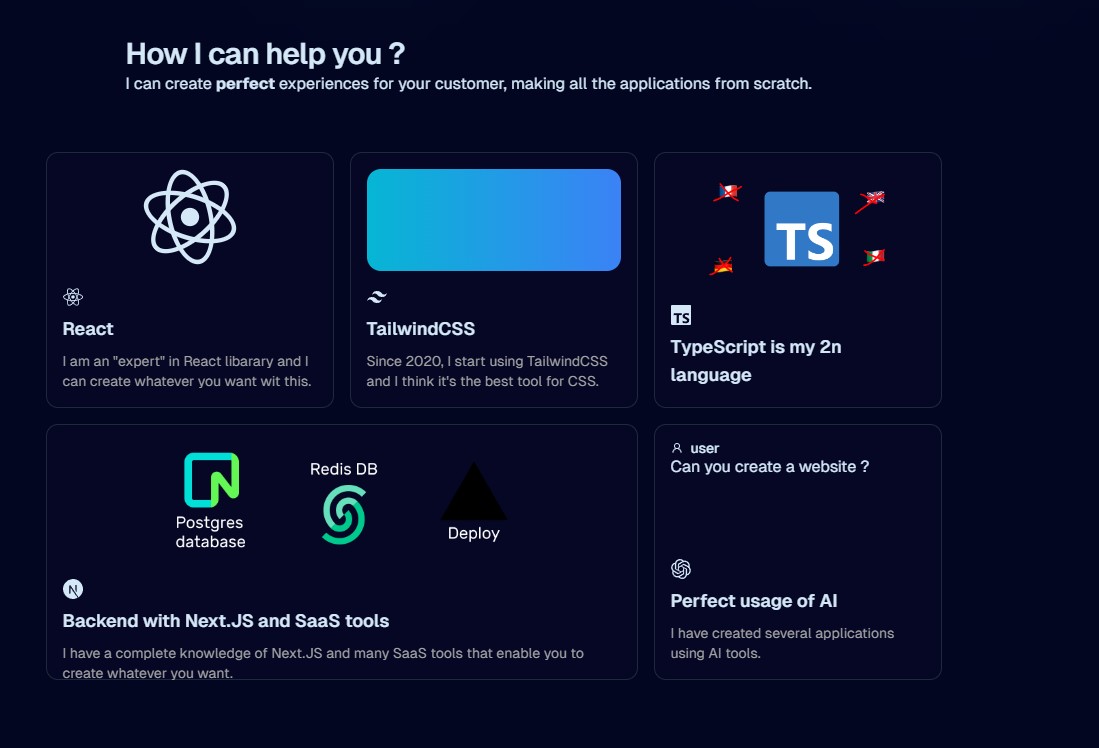 How I can help you ?
I can create perfect experiences for your customer, making all the applications from scratch.
TS
React
I am an "expert" in React libarary and I
can create whatever you want wit this.
TailwindCSS
Since 2020, I start using TailwindCSS
and I think it's the best tool for CSS.
TS
TypeScript is my 2n
language
Postgres
database
Redis DB
Deploy
N
Backend with Next.JS and SaaS tools
I have a complete knowledge of Next.JS and many SaaS tools that enable you to
create whatever you want.
user
Can you create a website ?
Perfect usage of AI
I have created several applications
using AI tools.